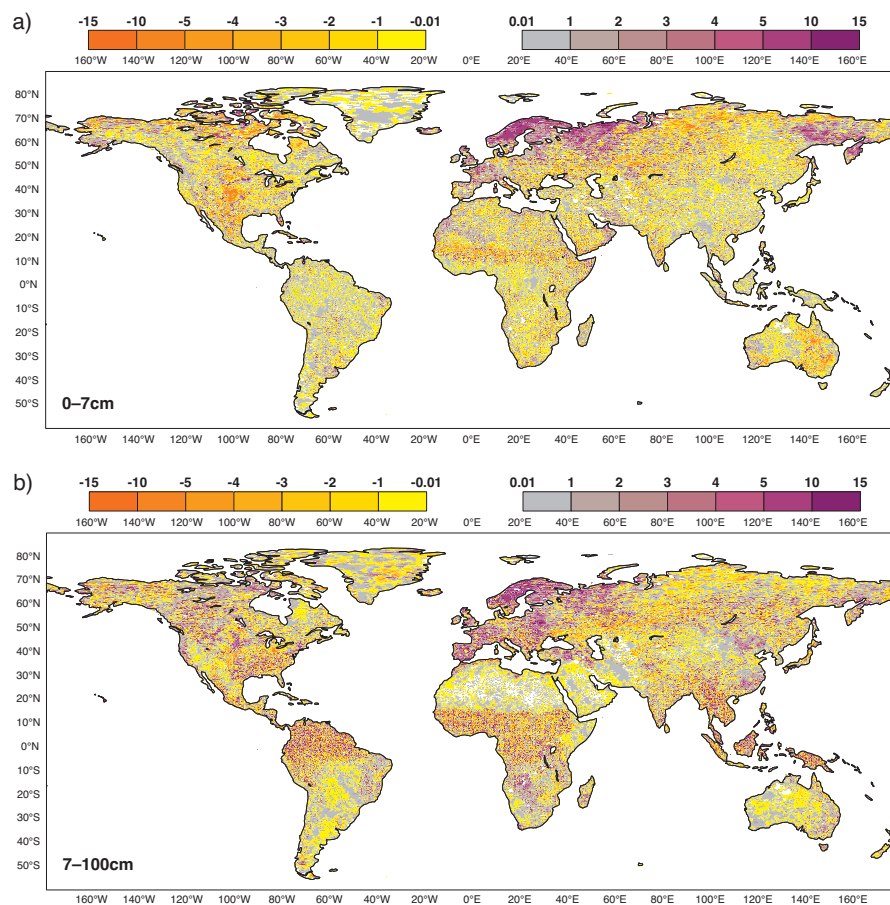 a)
-15 -10 -5 -4 -3 -2 -1 -0.01 0.01 1 2 3 4 5 10 15
160°W 140°W 120°W 100°W 80°W 60°W 40°W 20°W 0°E 20°E 40°E 60°E 80°E 100°E 120°E 140°E 160°E
80°N
70°N
60°N
50°N
40°N
30°N
20°N
10°N
0°N
10°S
20°S
30°S
40°S
50°S
0–7cm
160°W 140°W 120°W 100°W 80°W 60°W 40°W 20°W 0°E 20°E 40°E 60°E 80°E 100°E 120°E 140°E 160°E
b)
-15 -10 -5 -4 -3 -2 -1 -0.01 0.01 1 2 3 4 5 10 15
160°W 140°W 120°W 100°W 80°W 60°W 40°W 20°W 0°E 20°E 40°E 60°E 80°E 100°E 120°E 140°E 160°E
80°N
70°N
60°N
50°N
40°N
30°N
20°N
10°N
0°N
10°S
20°S
30°S
40°S
50°S
7–100cm
160°W 140°W 120°W 100°W 80°W 60°W 40°W 20°W 0°E 20°E 40°E 60°E 80°E 100°E 120°E 140°E 160°E